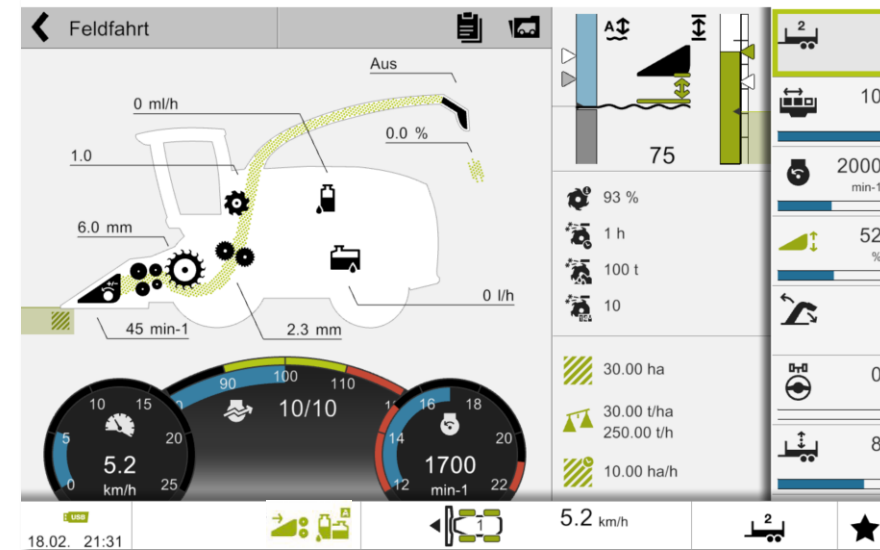 Feldfahrt
A
2
Aus
0 ml/h
0.0 %
1.0
6.0 mm
45 min-1
2.3 mm
0 l/h
75
93 %
1 h
100 t
10
30.00 ha
30.00 t/ha
250.00 t/h
10.00 ha/h
10
2000
min-1
52
%
0
8
90
100
110
10/10
0
5
10
15
20
25
5.2
km/h
12
14
16
18
20
22
1700
min-1
USB
18.02. 21:31
A
1
5.2 km/h
2